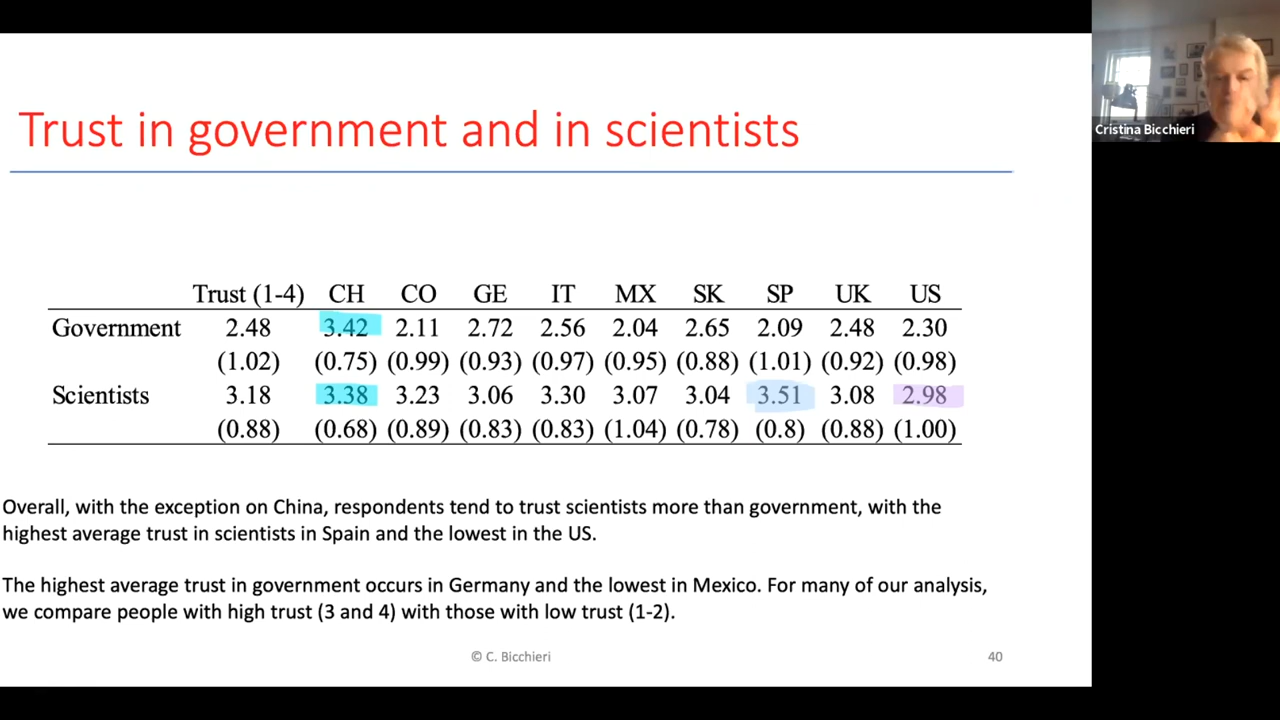 Trust in government and in scientists
Cristina Bicchieri
Trust (1-4) CH CO GE IT MX SK SP UK US
Government 2.48 3.42 2.11 2.72 2.56 2.04 2.65 2.09 2.48 2.30
(1.02) (0.75) (0.99) (0.93) (0.97) (0.95) (0.88) (1.01) (0.92) (0.98)
Scientists 3.18 3.38 3.23 3.06 3.30 3.07 3.04 3.51 3.08 2.98
(0.88) (0.68) (0.89) (0.83) (0.83) (1.04) (0.78) (0.8) (0.88) (1.00)
Overall, with the exception on China, respondents tend to trust scientists more than government, with the
highest average trust in scientists in Spain and the lowest in the US.
The highest average trust in government occurs in Germany and the lowest in Mexico. For many of our analysis,
we compare people with high trust (3 and 4) with those with low trust (1-2).
© C. Bicchieri
40